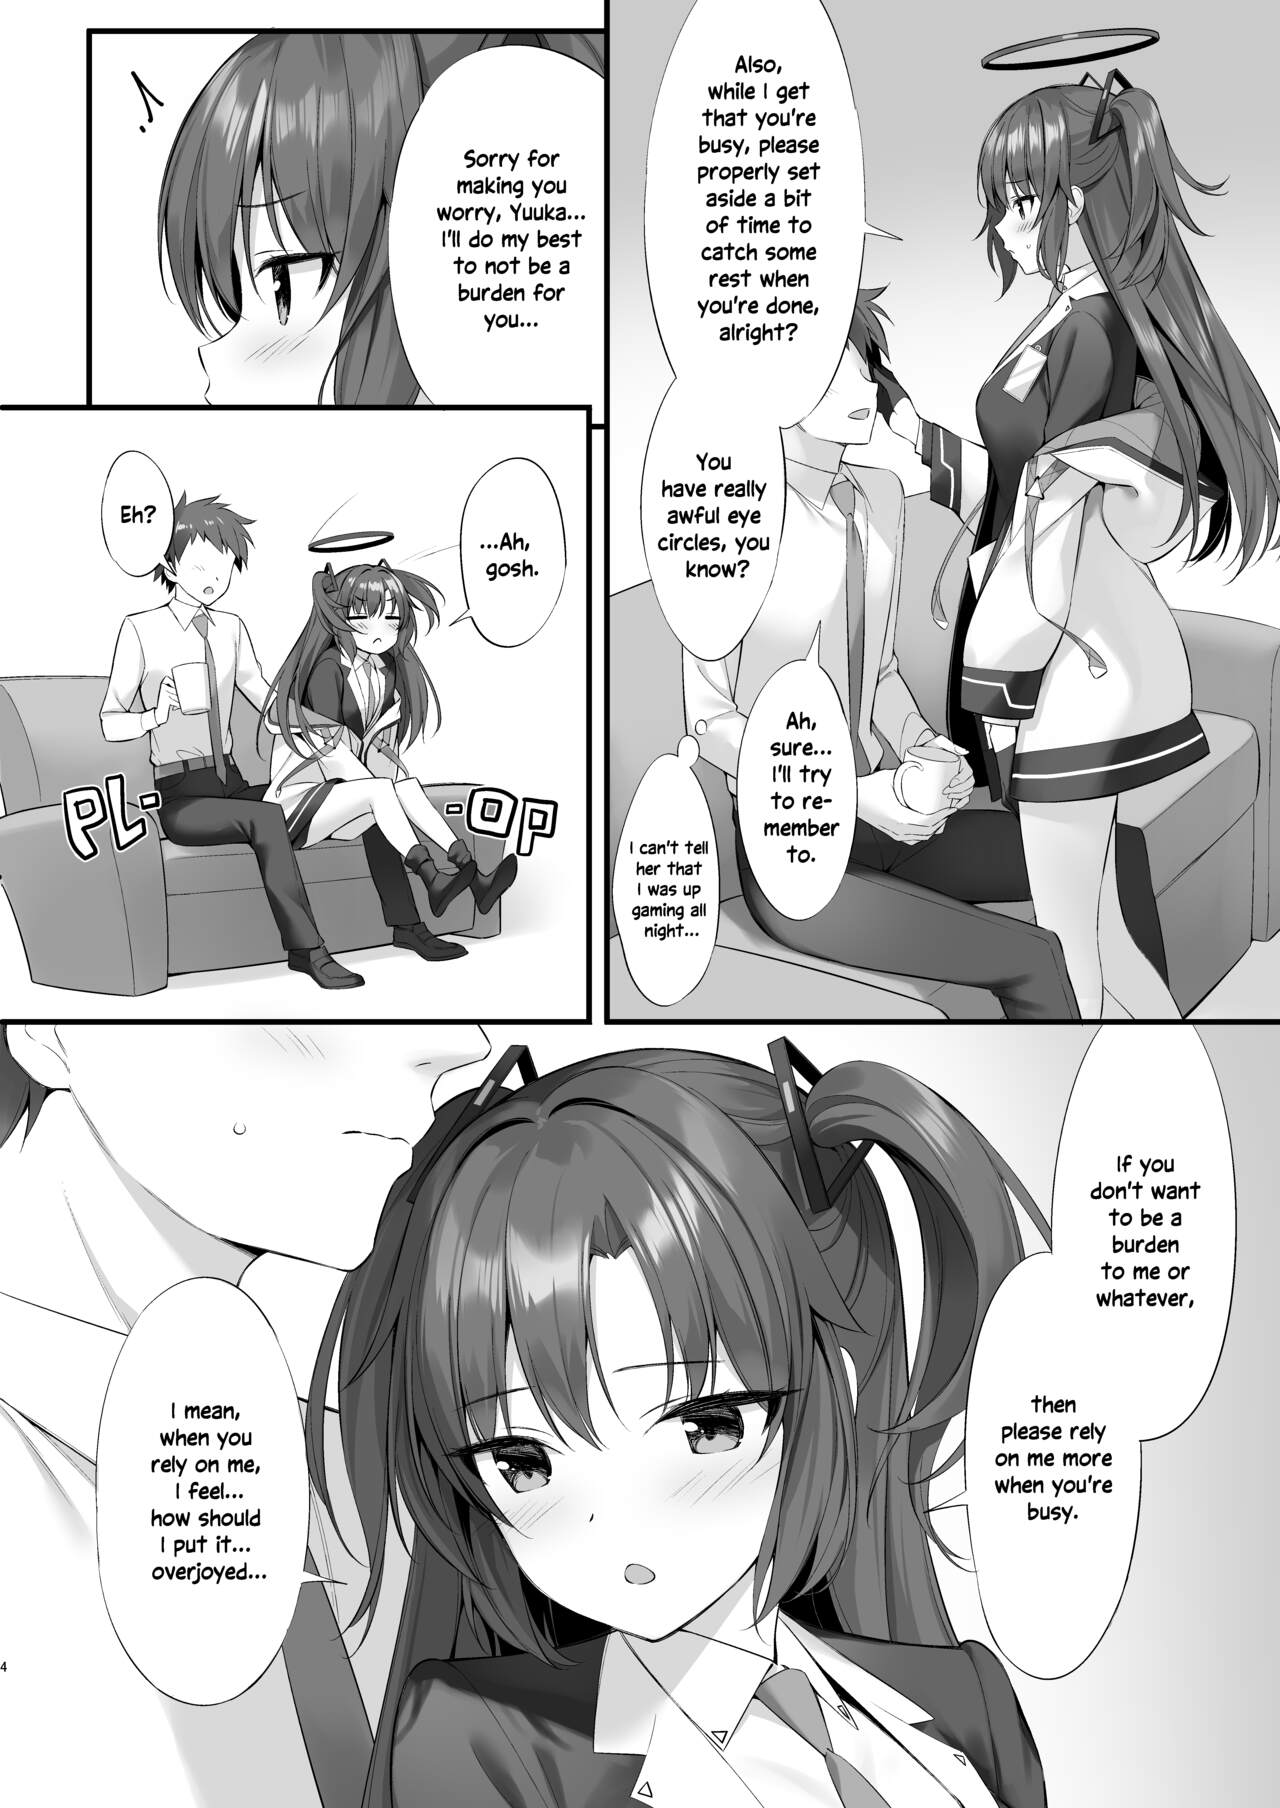 Also,
while I get
that you're
busy, please
properly set
aside a bit
of time to
catch some
rest when
you're done,
alright?
You
have really
awful eye
circles, you
know?
Ah,
sure...
I'll try
to re-
member
to.
I can't tell
her that
I was up
gaming all
night...
Sorry for
making you
worry, Yuuka...
I'll do my best
to not be a
burden for
you...
...Ah,
gosh.
Eh?
PL-
-OP
If you
don't want
to be a
burden
to me or
whatever,
then
please rely
on me more
when you're
busy.
I mean,
when you
rely on me,
I feel...
how should
I put it...
overjoyed...
4